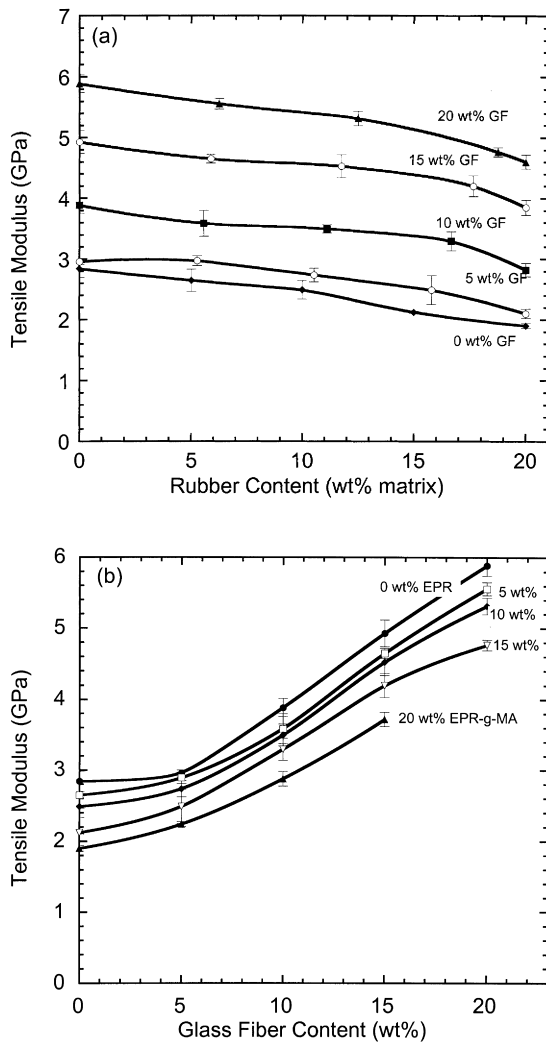 7
(a)
6
20 wt% GF
5
15 wt% GF
4
10 wt% GF
3
5 wt% GF
2
0 wt% GF
1
0
0 5 10 15 20
Tensile Modulus (GPa)
Rubber Content (wt% matrix)
6
(b)
0 wt% EPR
5 wt%
10 wt%
5
15 wt%
4
20 wt% EPR-g-MA
3
2
1
0
0 5 10 15 20
Tensile Modulus (GPa)
Glass Fiber Content (wt%)